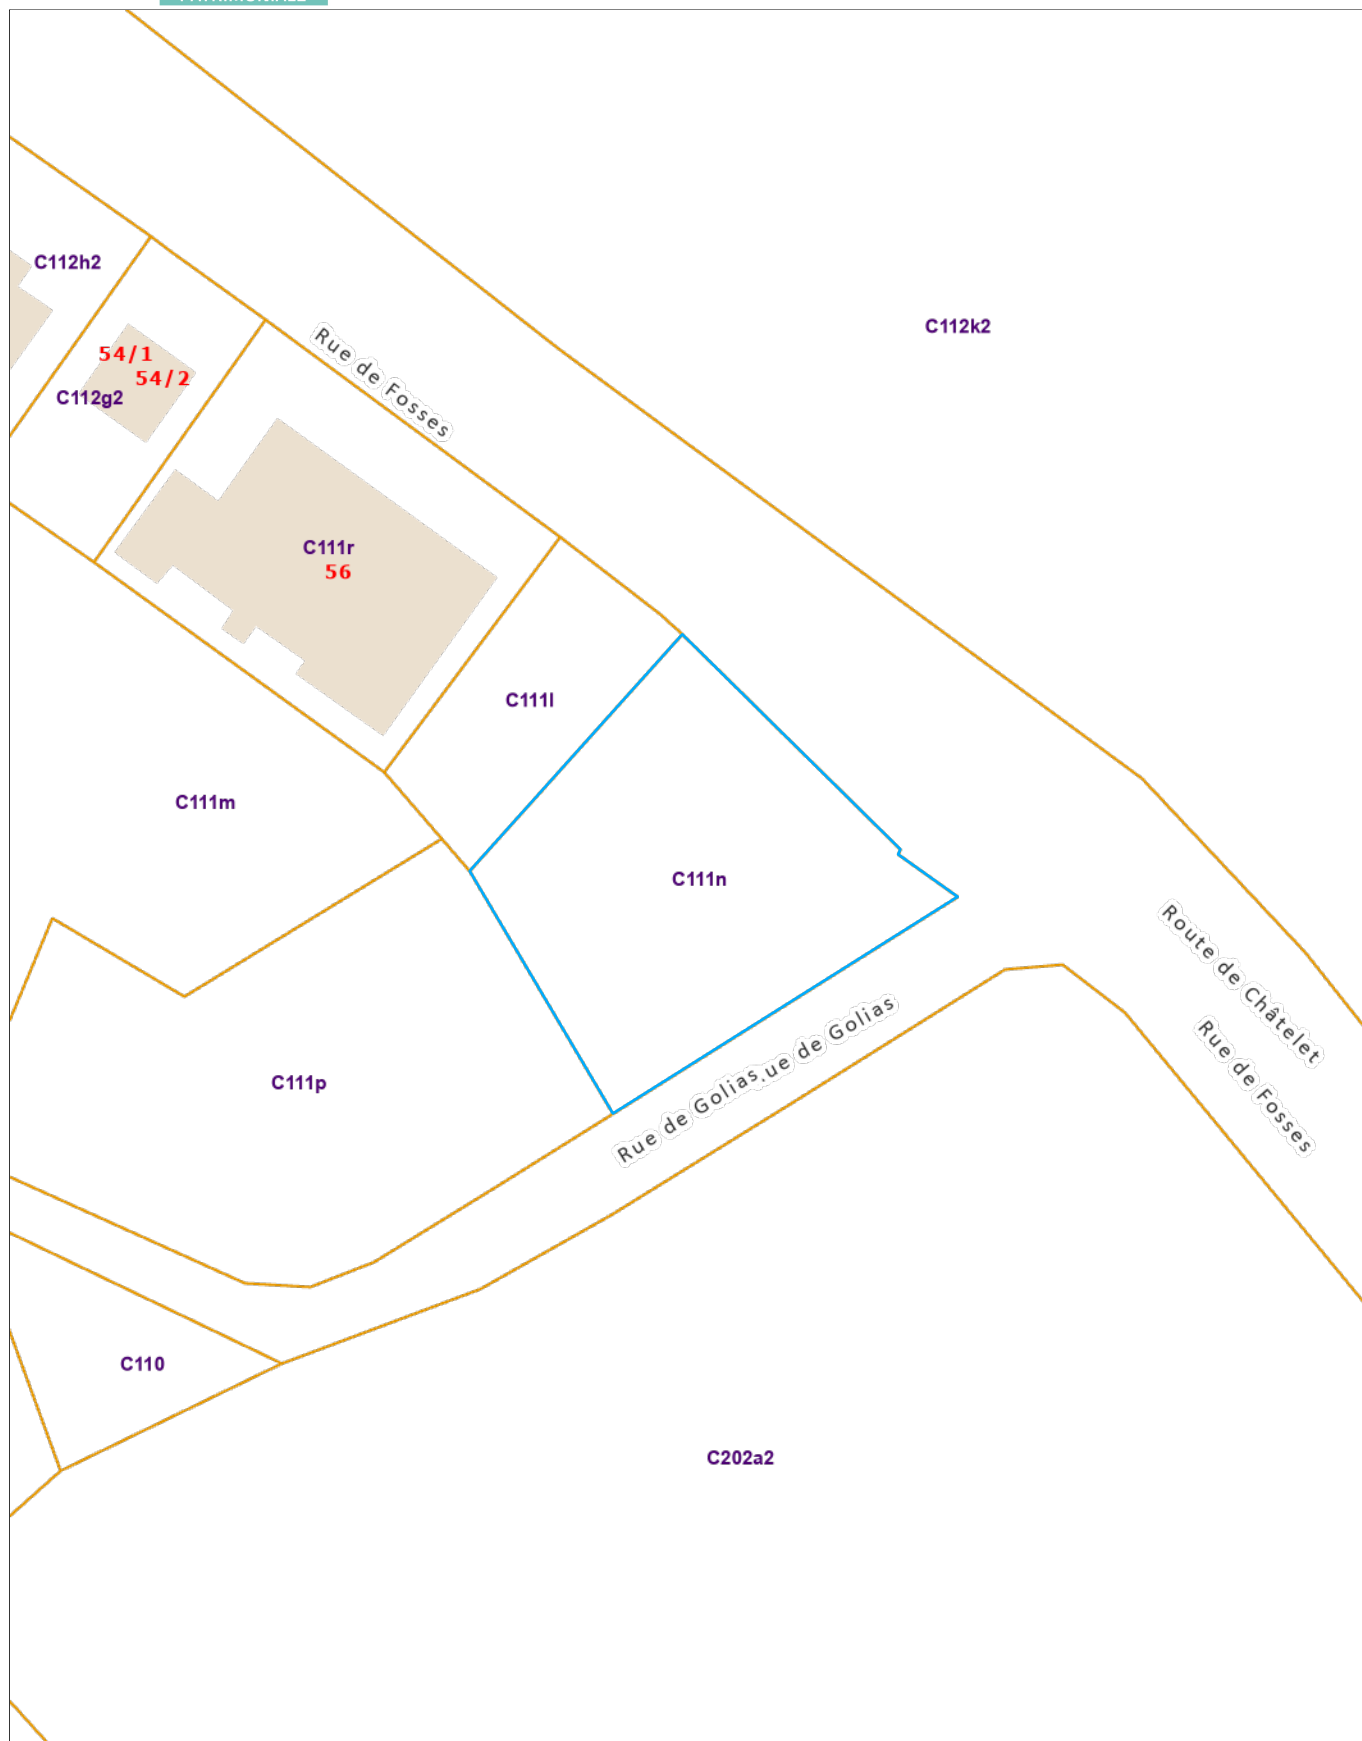 C112h2
C112k2
Rue de Fosses
54/1
54/2
C112g2
C111r
56
C111l
C111m
C111n
Route de Châtelet
Rue de Golias
ue de Golias
Rue de Fosses
C111p
C110
C202a2